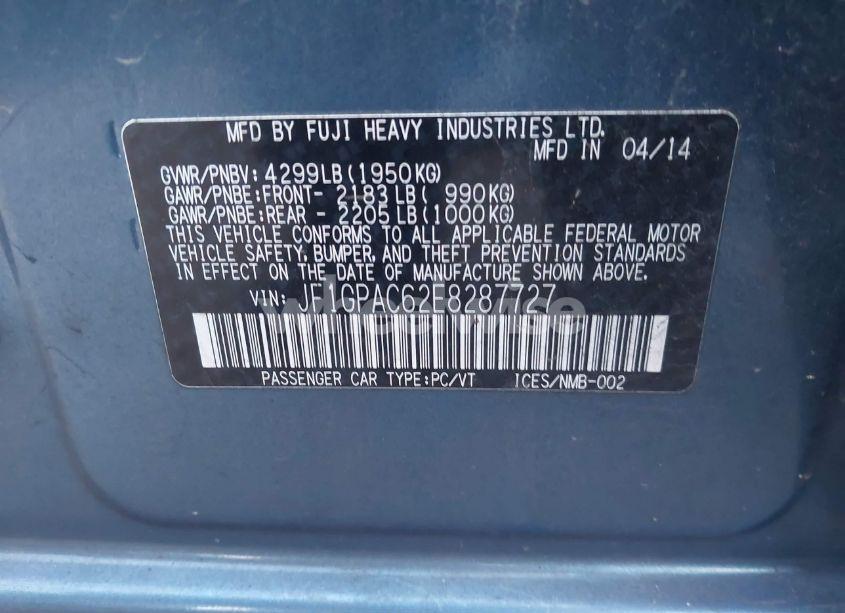 MFD BY FUJI HEAVY INDUSTRIES LTD.
MFD IN 04/14
GVWR/PNBV: 4299LB(1950KG)
GAWR/PNBE:FRONT- 2183LB( 990KG)
GAWR/PNBE:REAR - 2205LB(1000KG)
THIS VEHICLE CONFORMS TO ALL APPLICABLE FEDERAL MOTOR
VEHICLE SAFETY, BUMPER, AND THEFT PREVENTION STANDARDS
IN EFFECT ON THE DATE OF MANUFACTURE SHOWN ABOVE.
VIN: JF1GPAC62E8287727
PASSENGER CAR TYPE:PC/VT ICES/NMB-002